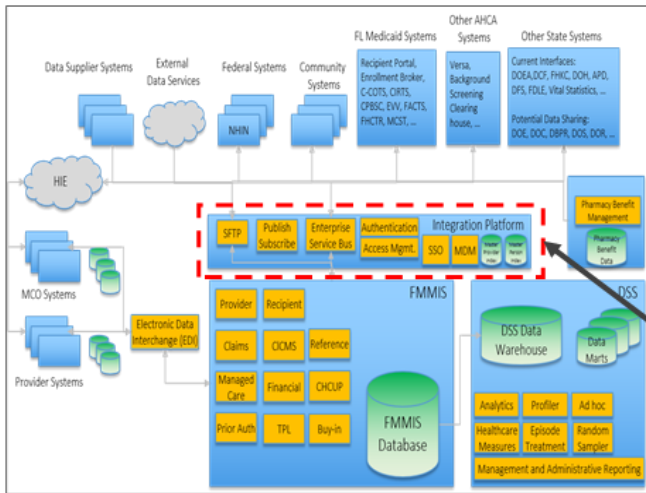 FL Medicaid Systems
Other AHCA
Systems
Other State Systems
Data Supplier Systems
External
Data Services
Federal Systems
Community
Systems
Recipient Portal,
Enrollment Broker,
C-COTS, CIRTS,
CPBSC, EVV, FACTS,
FHCTR, MCST, ...
Versa,
Background
Screening
Clearing
house, ...
Current Interfaces:
DOEA,DCF, FHKC, DOH, APD,
DFS, FDLE, Vital Statistics, ...
Potential Data Sharing:
DOE, DOC, DBPR, DOS, DOR, ...
NHIN
HIE
SFTP
Publish
Subscribe
Enterprise
Service Bus
Authentication
Access Mgmt.
Integration Platform
SSO
MDM
Master
Provider
Index
Master
Person
Index
Pharmacy Benefit
Management
Pharmacy
Benefit
Data
MCO Systems
Provider Systems
Electronic Data
Interchange (EDI)
FMMIS
Provider
Recipient
Claims
CICMS
Reference
Managed
Care
Financial
CHCUP
Prior Auth
TPL
Buy-in
FMMIS
Database
DSS
DSS Data
Warehouse
Data
Marts
Analytics
Profiler
Ad hoc
Healthcare
Measures
Episode
Treatment
Random
Sampler
Management and Administrative Reporting